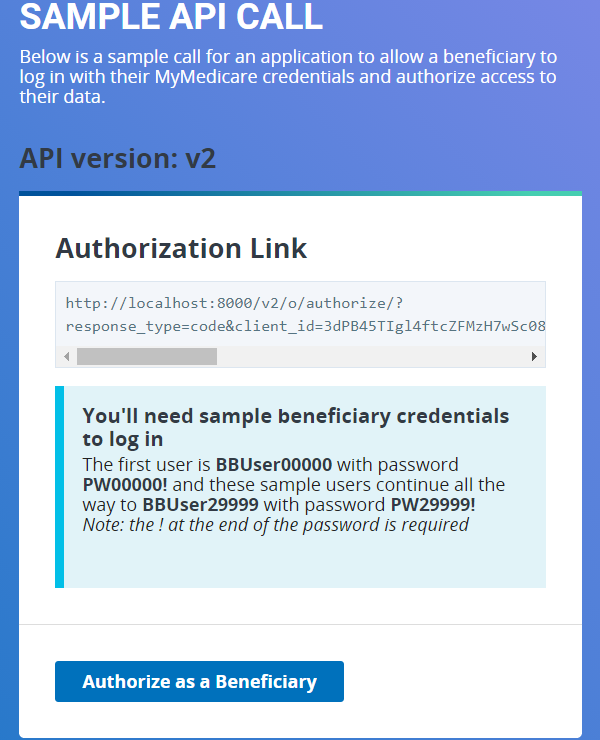 SAMPLE API CALL
Below is a sample call for an application to allow a beneficiary to
log in with their MyMedicare credentials and authorize access to
their data.
API version: v2
Authorization Link
http://localhost:8000/v2/o/authorize/?
response_type=code&client_id=3dPB45TIgl4ftcZFMzH7wSc08
You'll need sample beneficiary credentials
to log in
The first user is BBUser00000 with password
PW00000! and these sample users continue all the
way to BBUser29999 with password PW29999!
Note: the ! at the end of the password is required
Authorize as a Beneficiary